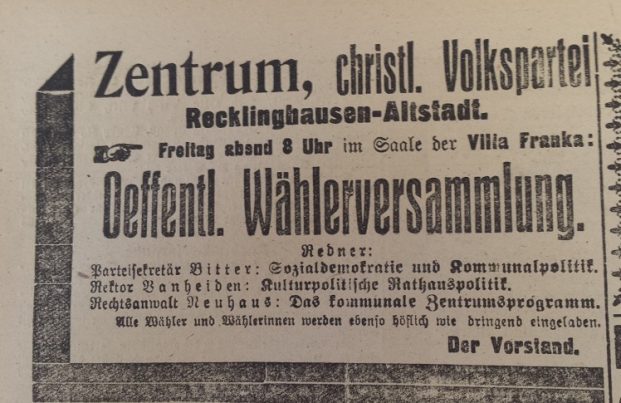 Zentrum, christl. Volkspartei
Recklinghausen-Altstadt.
Freitag abend 8 Uhr im Saale der Villa Franka:
Oeffentl. Wählerversammlung.
Redner:
Parteisekretär Bitter: Sozialdemokratie und Kommunalpolitik.
Rektor Vanheiden: Kulturpolitische Rathauspolitik.
Rechtsanwalt Neuhaus: Das kommunale Zentrumsprogramm.
Alle Wähler und Wählerinnen werden ebenso höflich wie dringend eingeladen.
Der Vorstand.